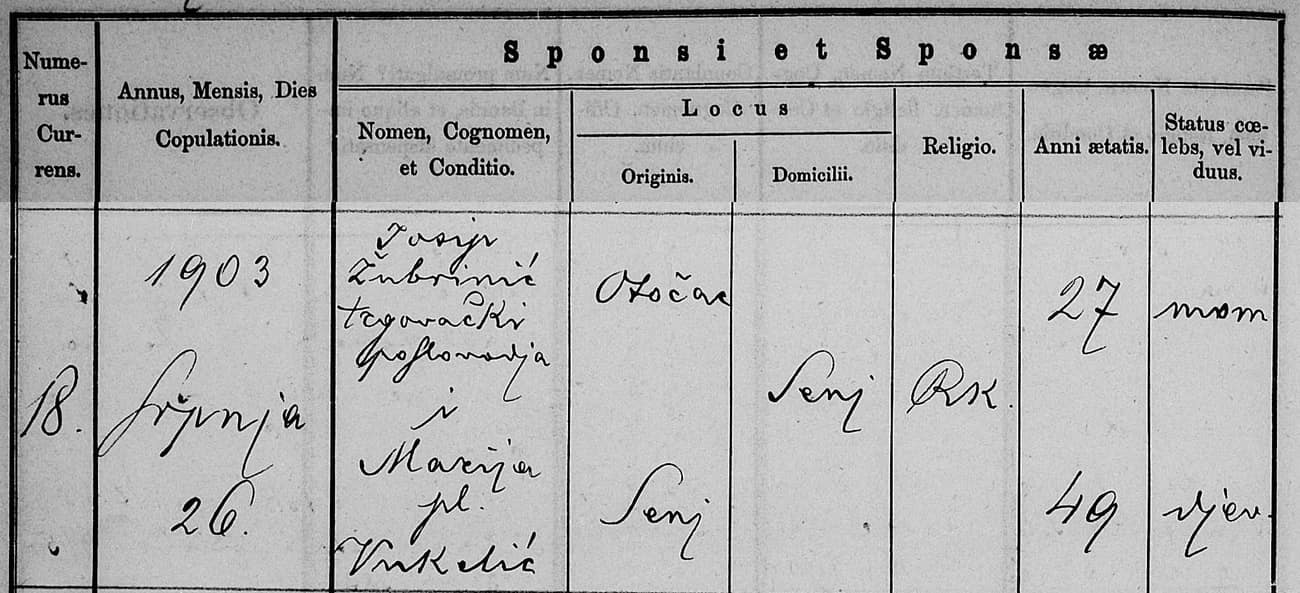 Sponsi et Sponsæ
Nume-
rus
Cur-
rens.
Annus, Mensis, Dies
Copulationis.
Nomen, Cognomen,
et Conditio.
Locus
Originis.
Domicilii.
Religio.
Anni ætatis.
Status cœ-
lebs, vel vi-
duus.
18.
1903
Srpnja
26.
Josip
Žubrinić
trgovački
poslovodja
i
Marija
pl.
Vukelić
Otočac
Senj
Senj
Rk.
27
49
mom
djev.